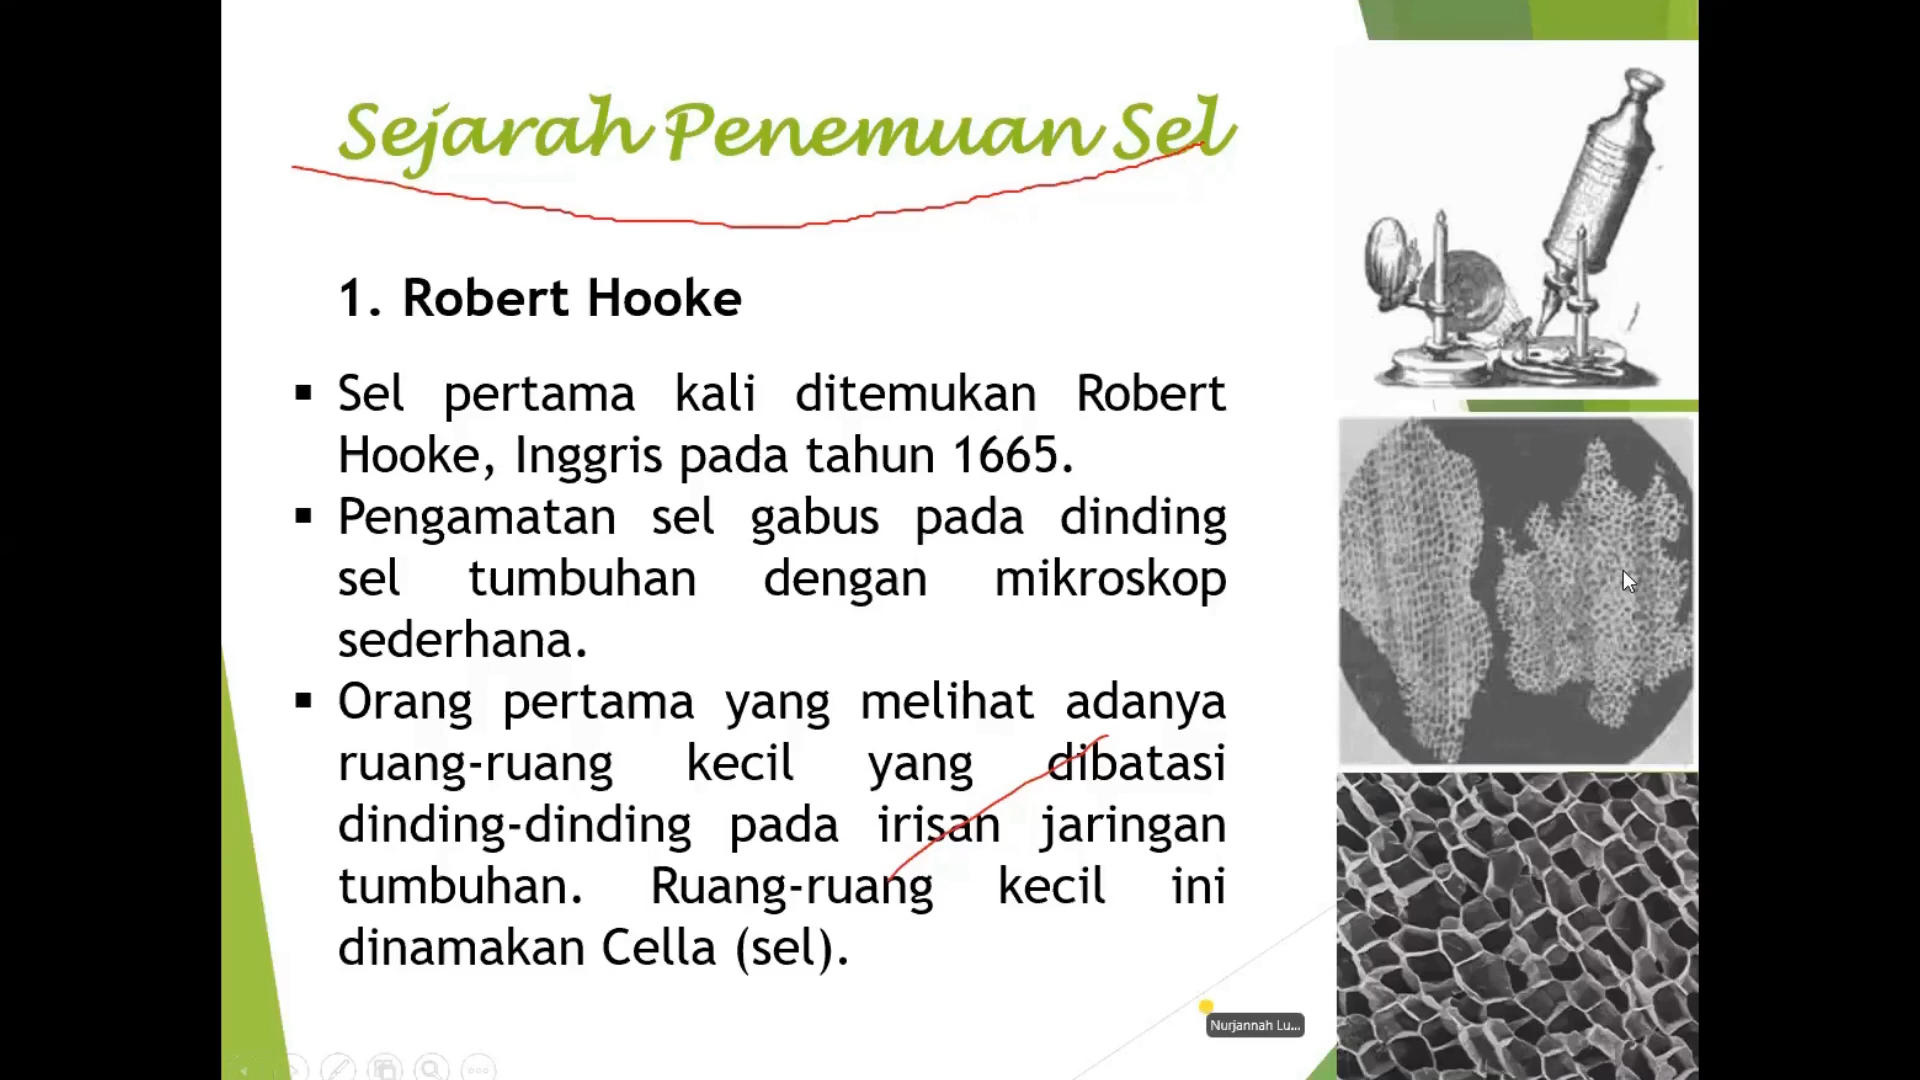 Sejarah Penemuan Sel
1. Robert Hooke
▪ Sel pertama kali ditemukan Robert
Hooke, Inggris pada tahun 1665.
▪ Pengamatan sel gabus pada dinding
sel tumbuhan dengan mikroskop
sederhana.
▪ Orang pertama yang melihat adanya
ruang-ruang kecil yang dibatasi
dinding-dinding pada irisan jaringan
tumbuhan. Ruang-ruang kecil ini
dinamakan Cella (sel).
Nurjannah Lu...